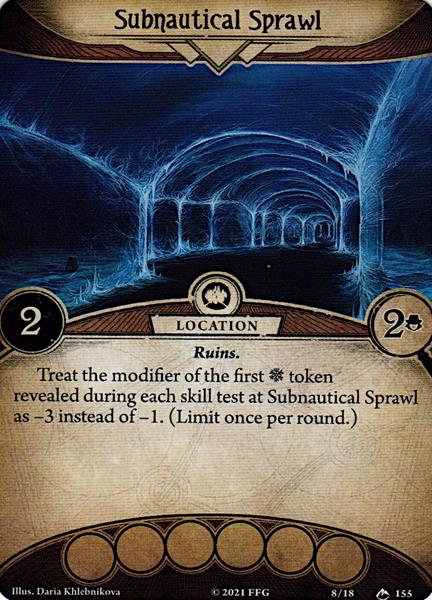 Subnautical Sprawl
2
LOCATION
2
Ruins.
Treat the modifier of the first token
revealed during each skill test at Subnautical Sprawl
as –3 instead of –1. (Limit once per round.)
Illus. Daria Khlebnikova © 2021 FFG 8/18 155